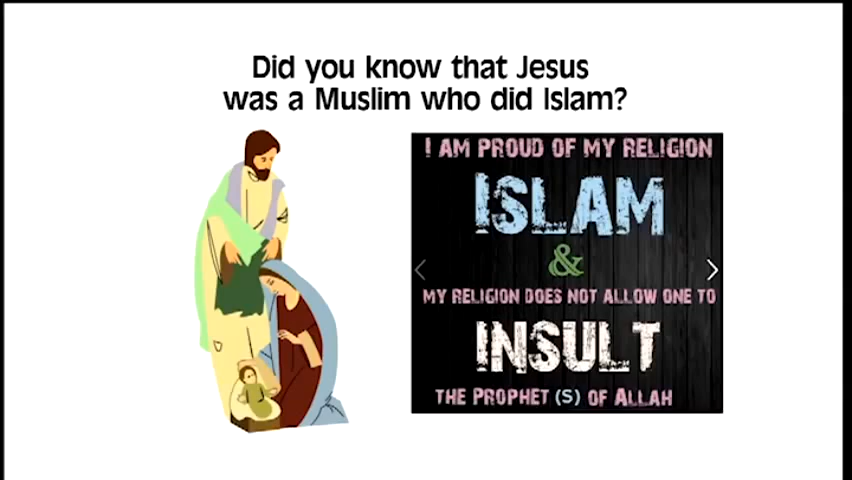 Did you know that Jesus
was a Muslim who did Islam?
I AM PROUD OF MY RELIGION
ISLAM
&
MY RELIGION DOES NOT ALLOW ONE TO
INSULT
THE PROPHET (S) OF ALLAH